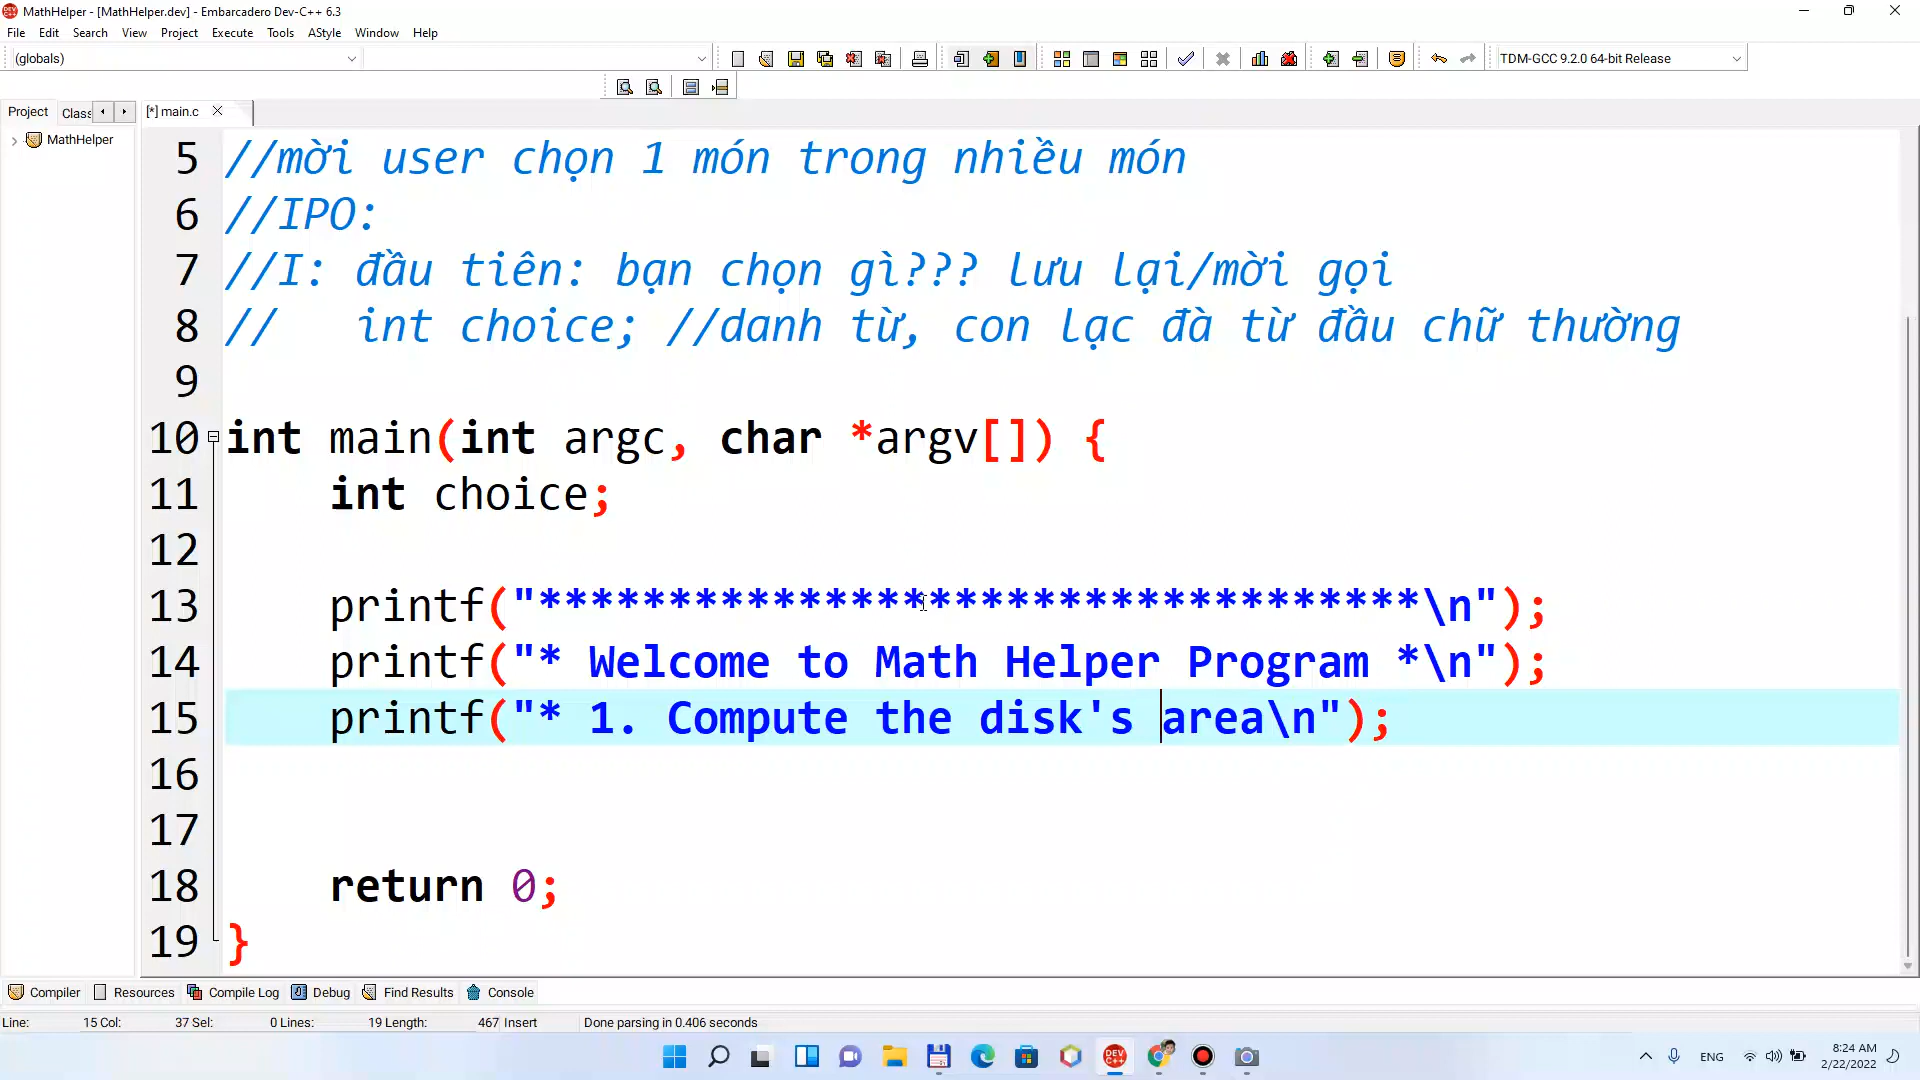 MathHelper - [MathHelper.dev] - Embarcadero Dev-C++ 6.3
File Edit Search View Project Execute Tools AStyle Window Help
(globals)
TDM-GCC 9.2.0 64-bit Release
Project Class [*] main.c
MathHelper
5 //mời user chọn 1 món trong nhiều món
6 //IPO:
7 //I: đầu tiên: bạn chọn gì??? lưu lại/mời gọi
8 //   int choice; //danh từ, con lạc đà từ đầu chữ thường
9
10 int main(int argc, char *argv[]) {
11     int choice;
12
13     printf("**********************************\n");
14     printf("* Welcome to Math Helper Program *\n");
15     printf("* 1. Compute the disk's area\n");
16
17
18     return 0;
19 }
Compiler Resources Compile Log Debug Find Results Console
Line: 15 Col: 37 Sel: 0 Lines: 19 Length: 467 Insert Done parsing in 0.406 seconds
DEV C++
ENG
8:24 AM
2/22/2022